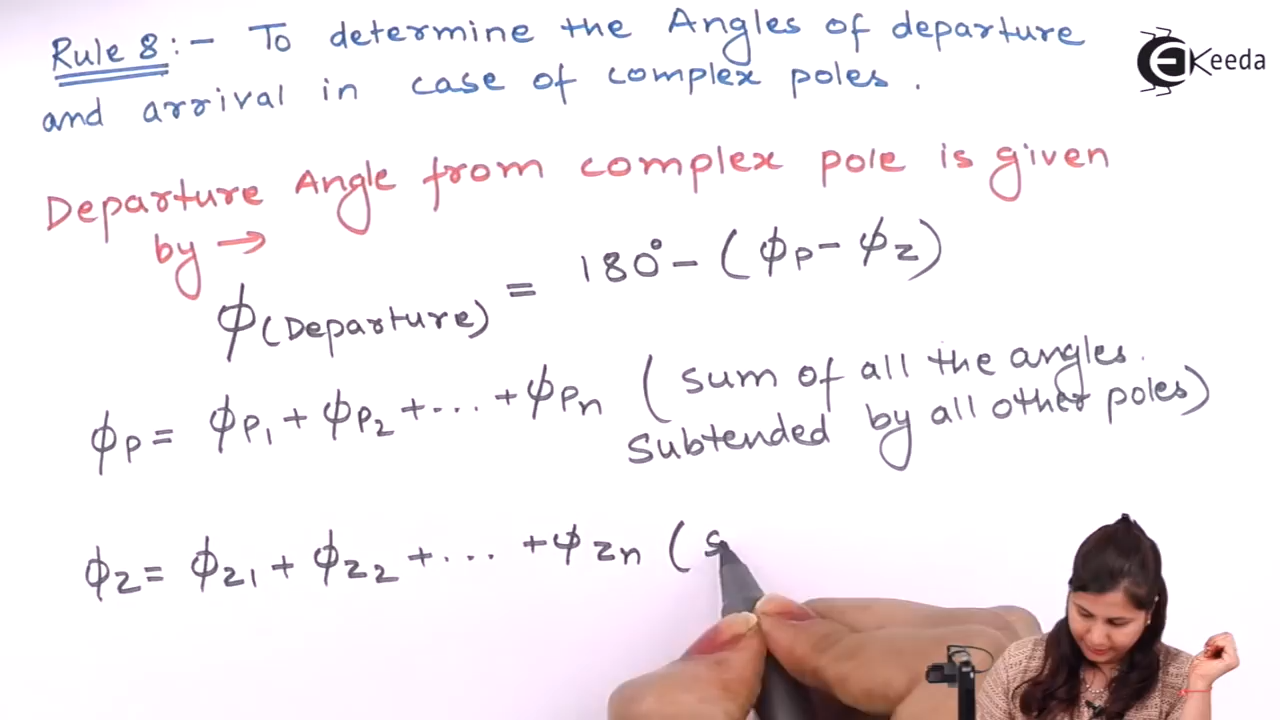 Rule 8:- To determine the Angles of departure
and arrival in case of complex poles.
EKeeda
Departure Angle from complex pole is given
by →
ϕ(Departure) = 180° - (ϕP - ϕZ)
ϕP = ϕP1 + ϕP2 + ... + ϕPn (sum of all the angles.
subtended by all other poles)
ϕZ = ϕZ1 + ϕZ2 + ... + ϕZn (s